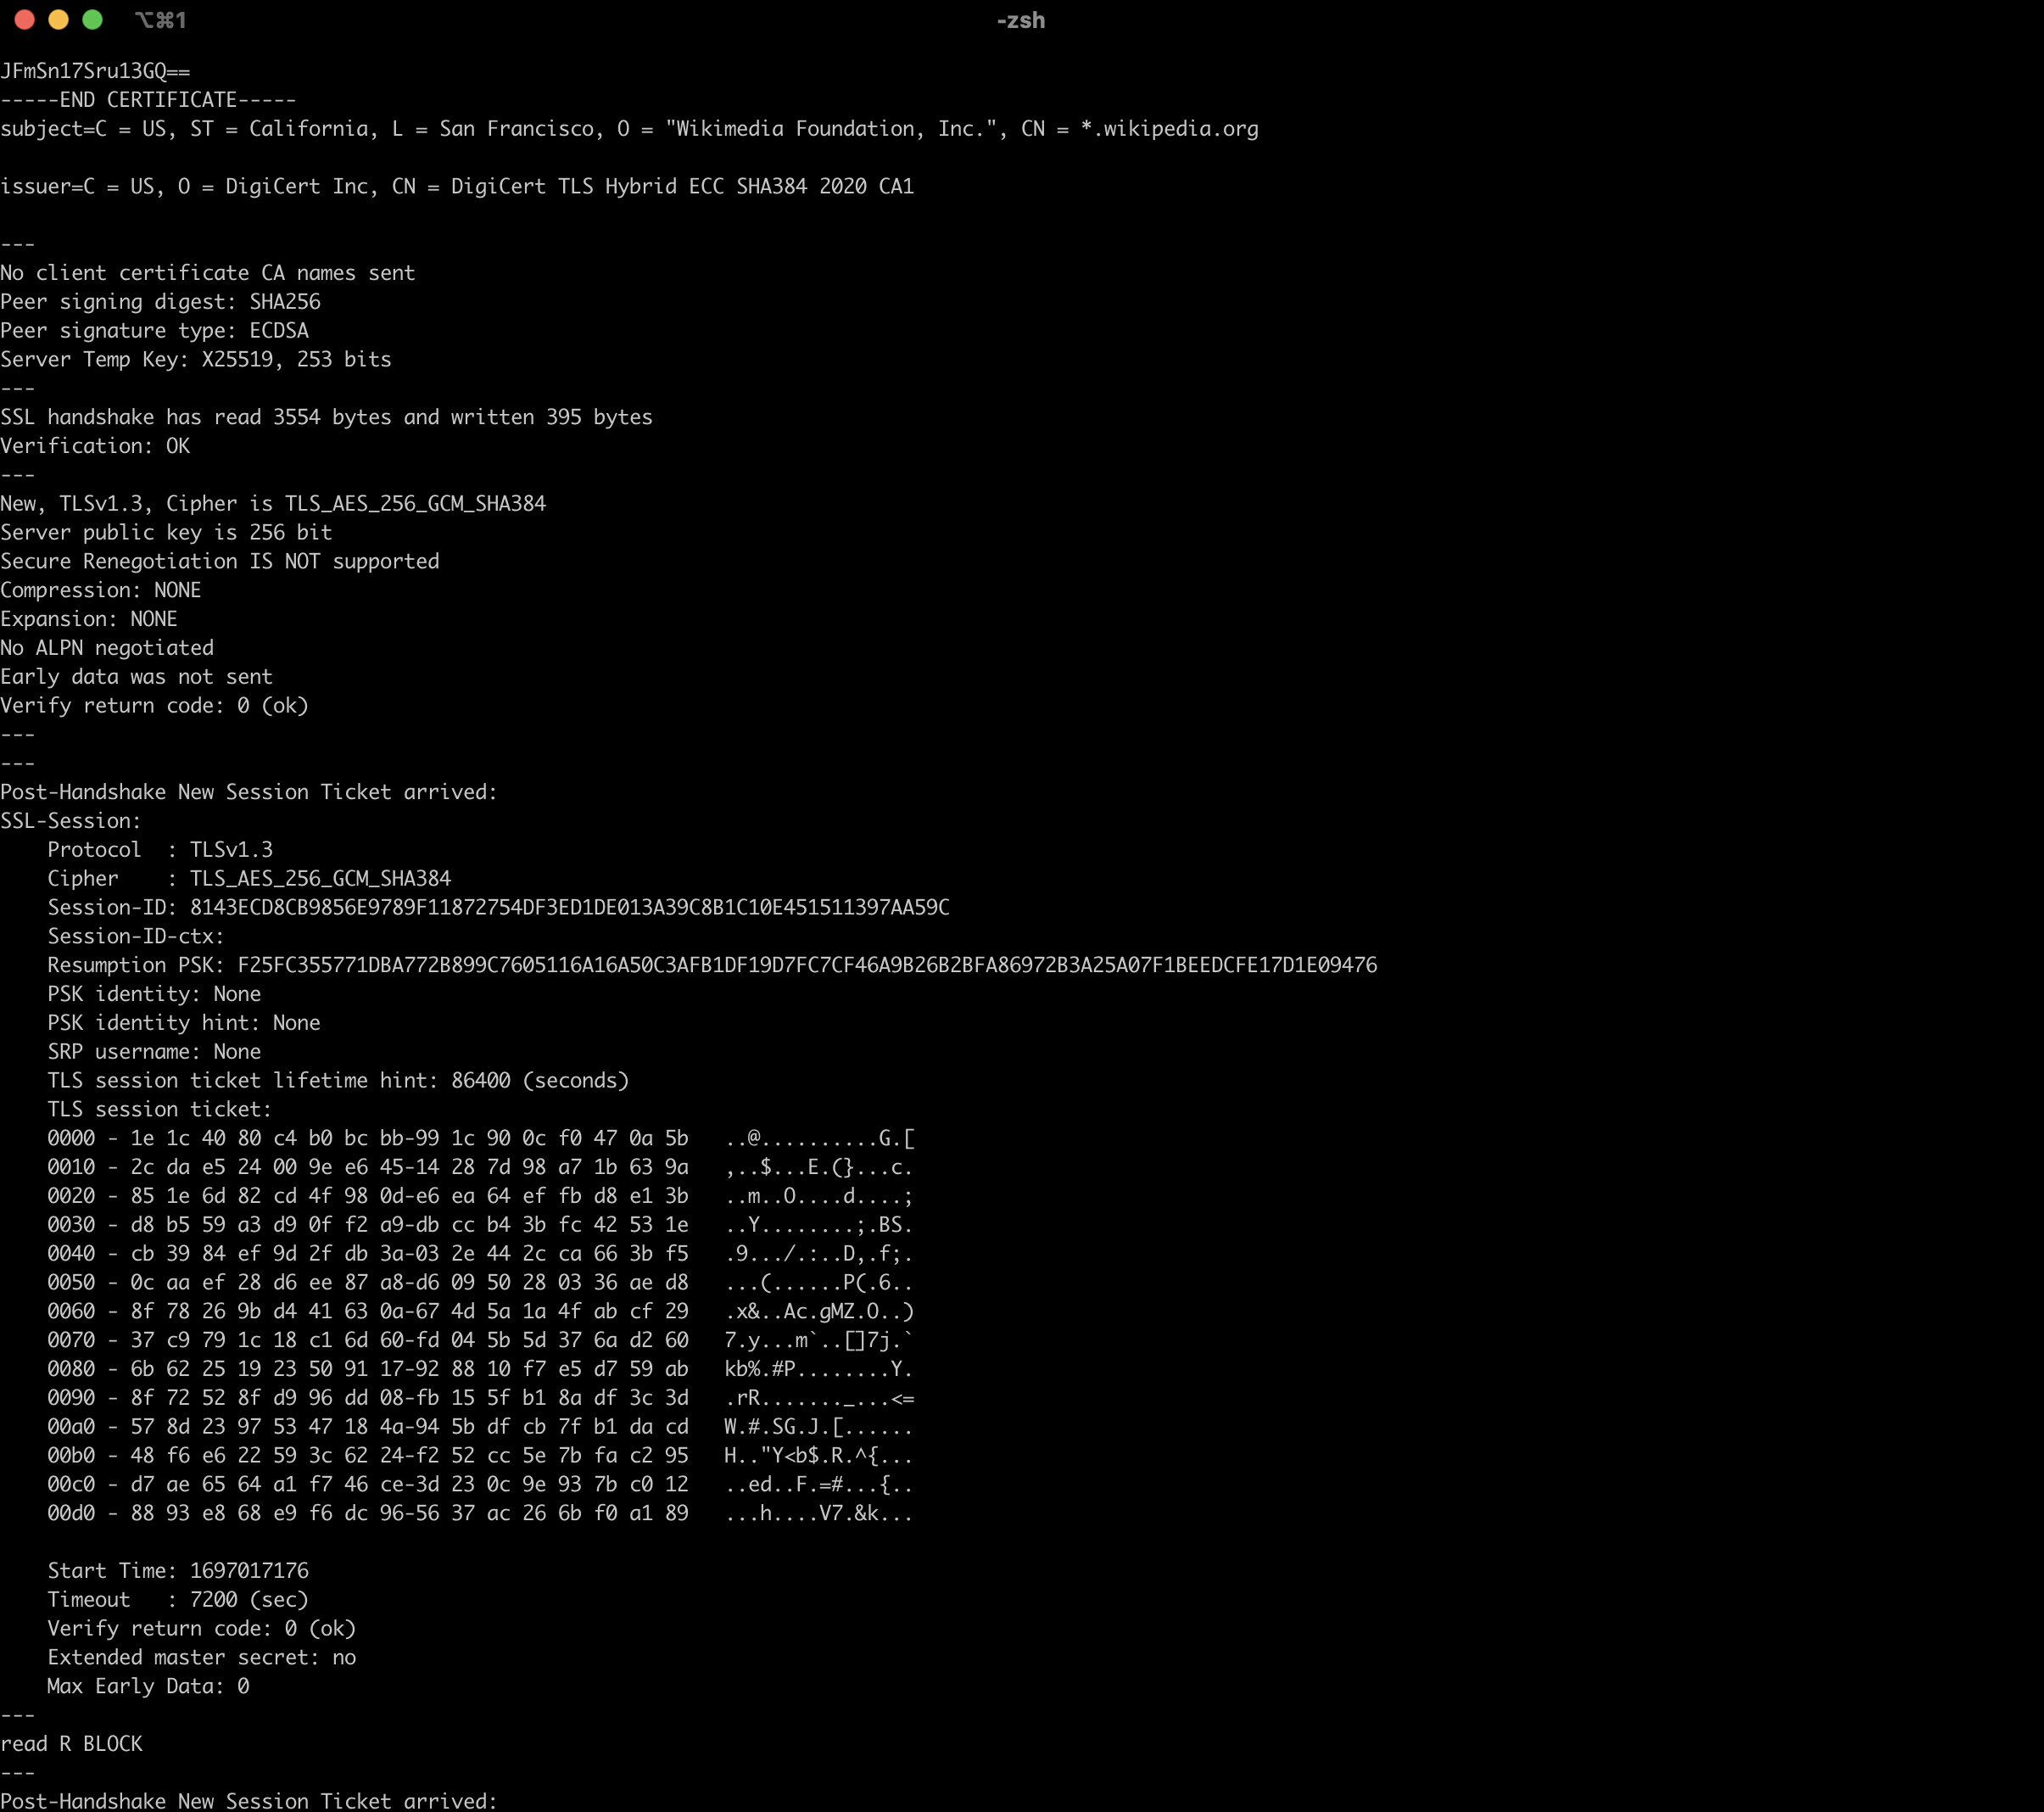 ⌥⌘1
-zsh
JFmSn17Sru13GQ==
-----END CERTIFICATE-----
subject=C = US, ST = California, L = San Francisco, O = "Wikimedia Foundation, Inc.", CN = *.wikipedia.org
issuer=C = US, O = DigiCert Inc, CN = DigiCert TLS Hybrid ECC SHA384 2020 CA1
---
No client certificate CA names sent
Peer signing digest: SHA256
Peer signature type: ECDSA
Server Temp Key: X25519, 253 bits
---
SSL handshake has read 3554 bytes and written 395 bytes
Verification: OK
---
New, TLSv1.3, Cipher is TLS_AES_256_GCM_SHA384
Server public key is 256 bit
Secure Renegotiation IS NOT supported
Compression: NONE
Expansion: NONE
No ALPN negotiated
Early data was not sent
Verify return code: 0 (ok)
---
---
Post-Handshake New Session Ticket arrived:
SSL-Session:
    Protocol  : TLSv1.3
    Cipher    : TLS_AES_256_GCM_SHA384
    Session-ID: 8143ECD8CB9856E9789F11872754DF3ED1DE013A39C8B1C10E451511397AA59C
    Session-ID-ctx:
    Resumption PSK: F25FC355771DBA772B899C7605116A16A50C3AFB1DF19D7FC7CF46A9B26B2BFA86972B3A25A07F1BEEDCFE17D1E09476
    PSK identity: None
    PSK identity hint: None
    SRP username: None
    TLS session ticket lifetime hint: 86400 (seconds)
    TLS session ticket:
    0000 - 1e 1c 40 80 c4 b0 bc bb-99 1c 90 0c f0 47 0a 5b   ..@..........G.[
    0010 - 2c da e5 24 00 9e e6 45-14 28 7d 98 a7 1b 63 9a   ,..$...E.(}...c.
    0020 - 85 1e 6d 82 cd 4f 98 0d-e6 ea 64 ef fb d8 e1 3b   ..m..O....d....;
    0030 - d8 b5 59 a3 d9 0f f2 a9-db cc b4 3b fc 42 53 1e   ..Y........;.BS.
    0040 - cb 39 84 ef 9d 2f db 3a-03 2e 44 2c ca 66 3b f5   .9.../.:..D,.f;.
    0050 - 0c aa ef 28 d6 ee 87 a8-d6 09 50 28 03 36 ae d8   ...(......P(.6..
    0060 - 8f 78 26 9b d4 41 63 0a-67 4d 5a 1a 4f ab cf 29   .x&..Ac.gMZ.O..)
    0070 - 37 c9 79 1c 18 c1 6d 60-fd 04 5b 5d 37 6a d2 60   7.y...m`..[]7j.`
    0080 - 6b 62 25 19 23 50 91 17-92 88 10 f7 e5 d7 59 ab   kb%.#P........Y.
    0090 - 8f 72 52 8f d9 96 dd 08-fb 15 5f b1 8a df 3c 3d   .rR......._...<=
    00a0 - 57 8d 23 97 53 47 18 4a-94 5b df cb 7f b1 da cd   W.#.SG.J.[......
    00b0 - 48 f6 e6 22 59 3c 62 24-f2 52 cc 5e 7b fa c2 95   H.."Y<b$.R.^{...
    00c0 - d7 ae 65 64 a1 f7 46 ce-3d 23 0c 9e 93 7b c0 12   ..ed..F.=#...{..
    00d0 - 88 93 e8 68 e9 f6 dc 96-56 37 ac 26 6b f0 a1 89   ...h....V7.&k...
    Start Time: 1697017176
    Timeout   : 7200 (sec)
    Verify return code: 0 (ok)
    Extended master secret: no
    Max Early Data: 0
---
read R BLOCK
---
Post-Handshake New Session Ticket arrived: